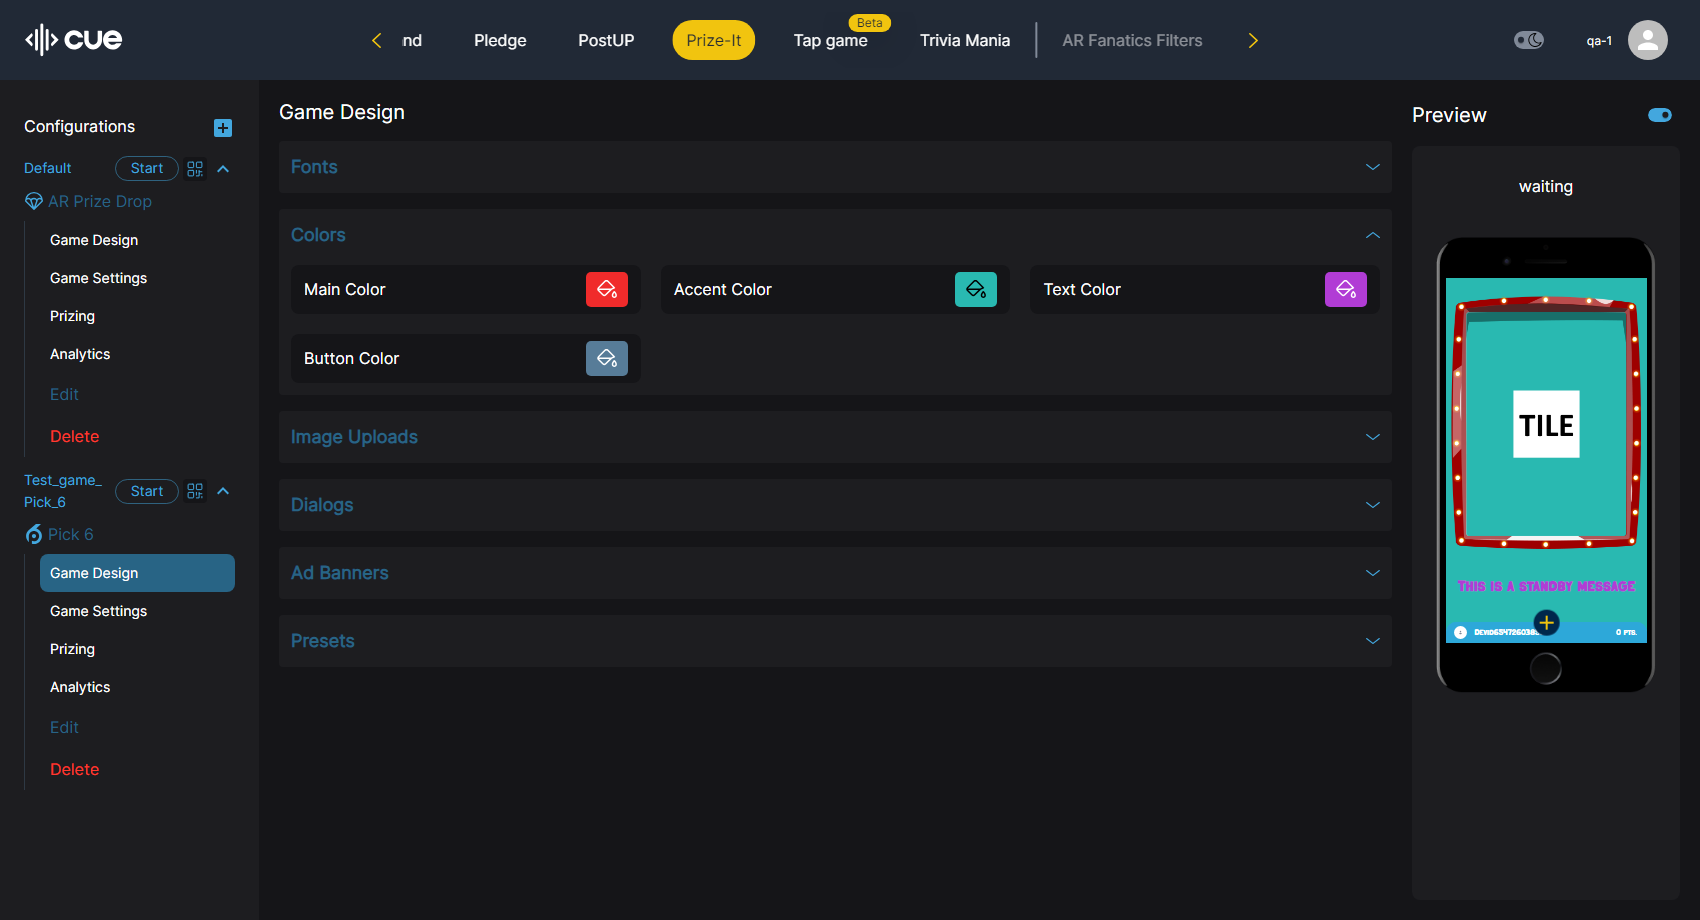 cue
nd
Pledge
PostUP
Prize-It
Beta
Tap game
Trivia Mania
AR Fanatics Filters
qa-1
Configurations
Default
Start
AR Prize Drop
Game Design
Game Settings
Prizing
Analytics
Edit
Delete
Test_game_
Pick_6
Start
Pick 6
Game Design
Game Settings
Prizing
Analytics
Edit
Delete
Game Design
Fonts
Colors
Main Color
Accent Color
Text Color
Button Color
Image Uploads
Dialogs
Ad Banners
Presets
Preview
waiting
TILE
THIS IS A STANDBY MESSAGE
0 PTS.